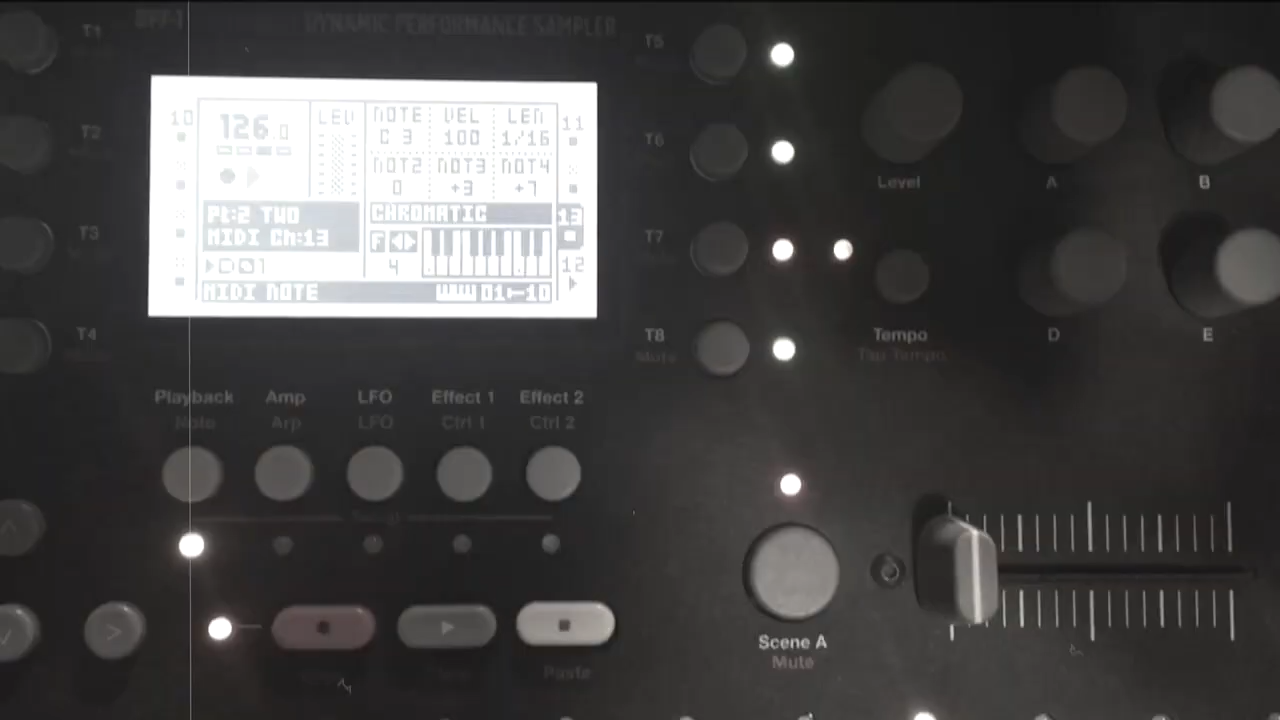 DPS-1 DYNAMIC PERFORMANCE SAMPLER
T1
T2
T3
T4
T5
T6
T7
T8
Mute
10
126.0
LEV
NOTE VEL LEN
C 3 100 1/16
NOT2 NOT3 NOT4
0 +3 +7
11
13
12
Pt:2 TWO
MIDI Ch:13
CHROMATIC
F
4
MIDI NOTE
01 10
Level
A
B
Tempo
Tap Tempo
D
E
Playback Amp LFO Effect 1 Effect 2
Note Arp LFO Ctrl 1 Ctrl 2
Paste
Scene A
Mute